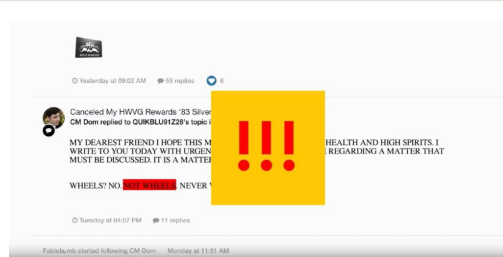 Yesterday at 09:02 AM 59 replies 6
Canceled My HWVG Rewards '83 Silver
CM Dom replied to QUIKBLU91Z28's topic i
MY DEAREST FRIEND I HOPE THIS M HEALTH AND HIGH SPIRITS. I
WRITE TO YOU TODAY WITH URGEN REGARDING A MATTER THAT
MUST BE DISCUSSED. IT IS A MATTE
!!!
WHEELS? NO. NOT WHEELS. NEVER
Tuesday at 04:07 PM 11 replies
Fabiola.mb started following CM Dom Monday at 11:51 AM